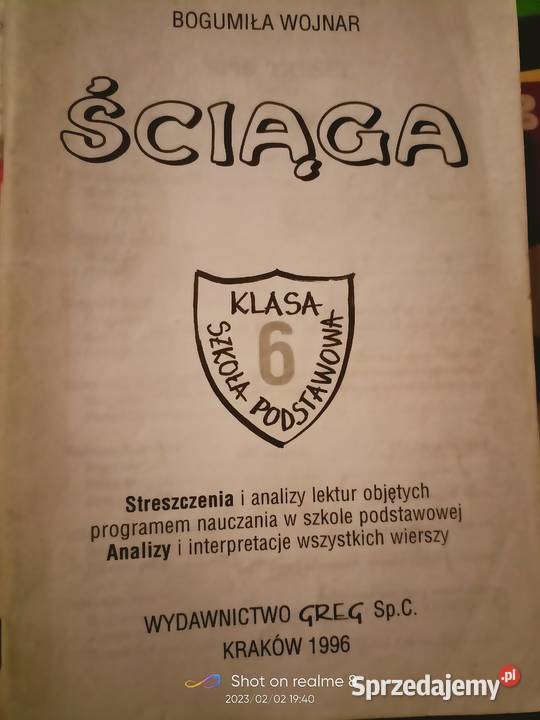 BOGUMIŁA WOJNAR
ŚCIĄGA
KLASA
6
SZKOŁA PODSTAWOWA
Streszczenia i analizy lektur objętych
programem nauczania w szkole podstawowej
Analizy i interpretacje wszystkich wierszy
WYDAWNICTWO GREG Sp.C.
KRAKÓW 1996
Shot on realme 8
2023/02/02 19:40
Sprzedajemy.pl